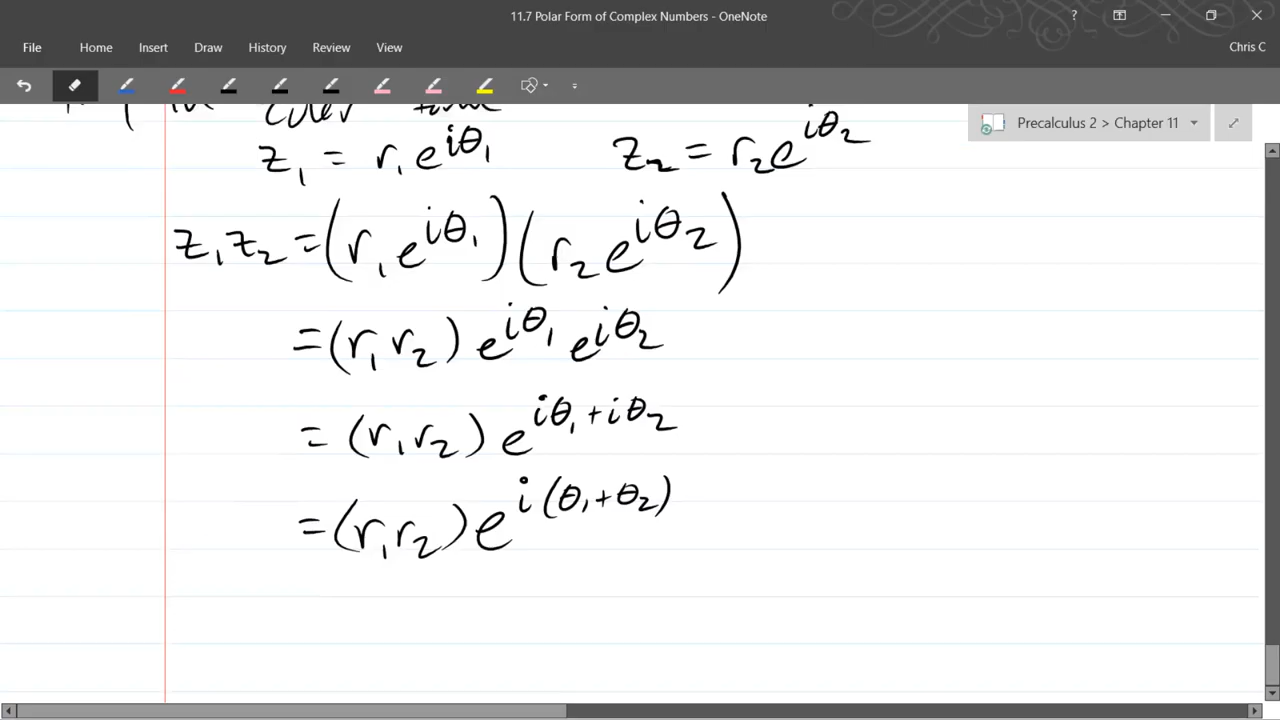 11.7 Polar Form of Complex Numbers - OneNote
?
File Home Insert Draw History Review View
Chris C
Precalculus 2 > Chapter 11
Euler form
z₁ = r₁e^(iθ₁) z₂ = r₂e^(iθ₂)
z₁z₂ = (r₁e^(iθ₁))(r₂e^(iθ₂))
= (r₁r₂) e^(iθ₁) e^(iθ₂)
= (r₁r₂) e^(iθ₁+iθ₂)
= (r₁r₂) e^(i(θ₁+θ₂))